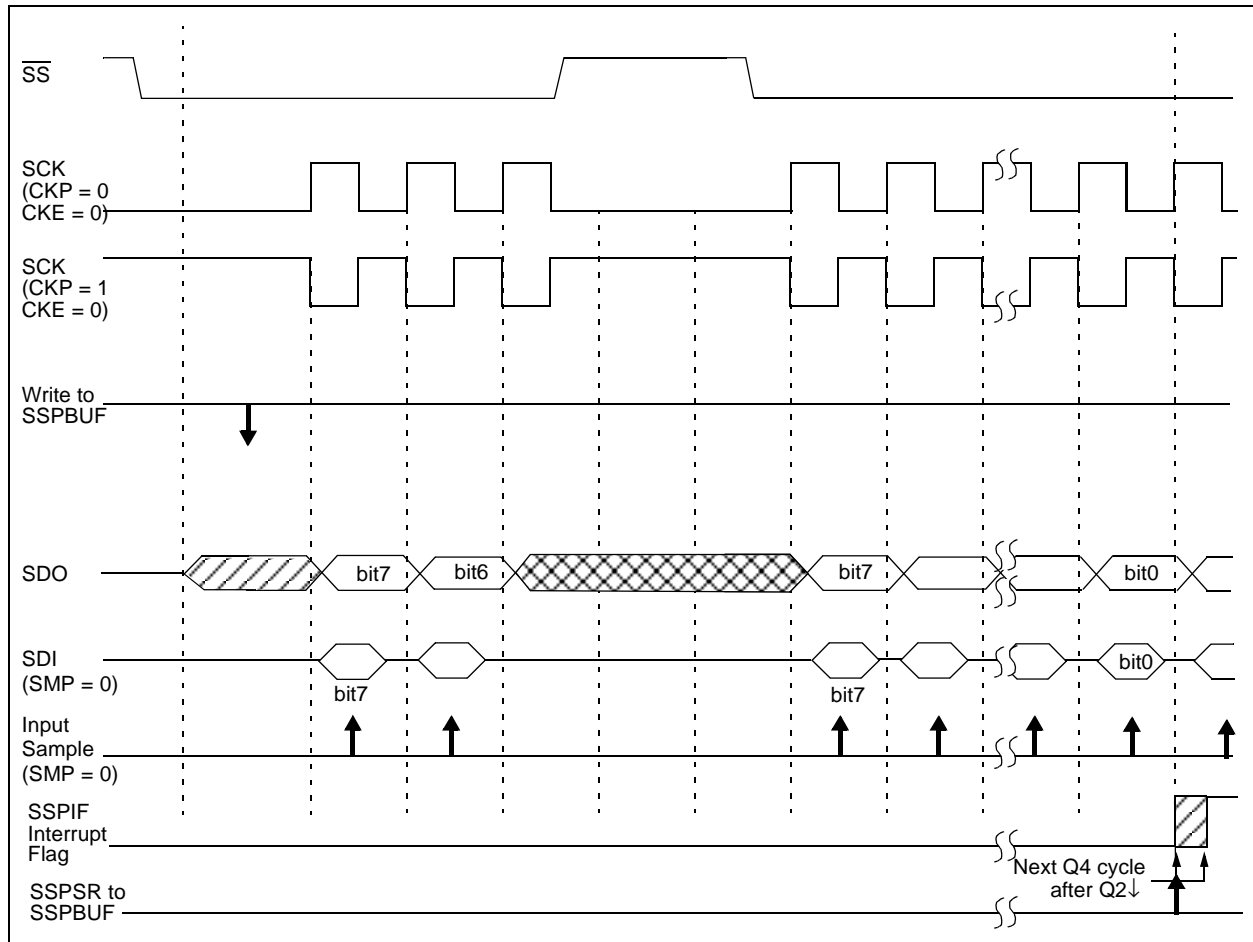 SS
SCK
(CKP = 0
CKE = 0)
SCK
(CKP = 1
CKE = 0)
Write to
SSPBUF
SDO
bit7
bit6
bit7
bit0
SDI
(SMP = 0)
bit7
bit7
bit0
Input
Sample
(SMP = 0)
SSPIF
Interrupt
Flag
Next Q4 cycle
after Q2↓
SSPSR to
SSPBUF